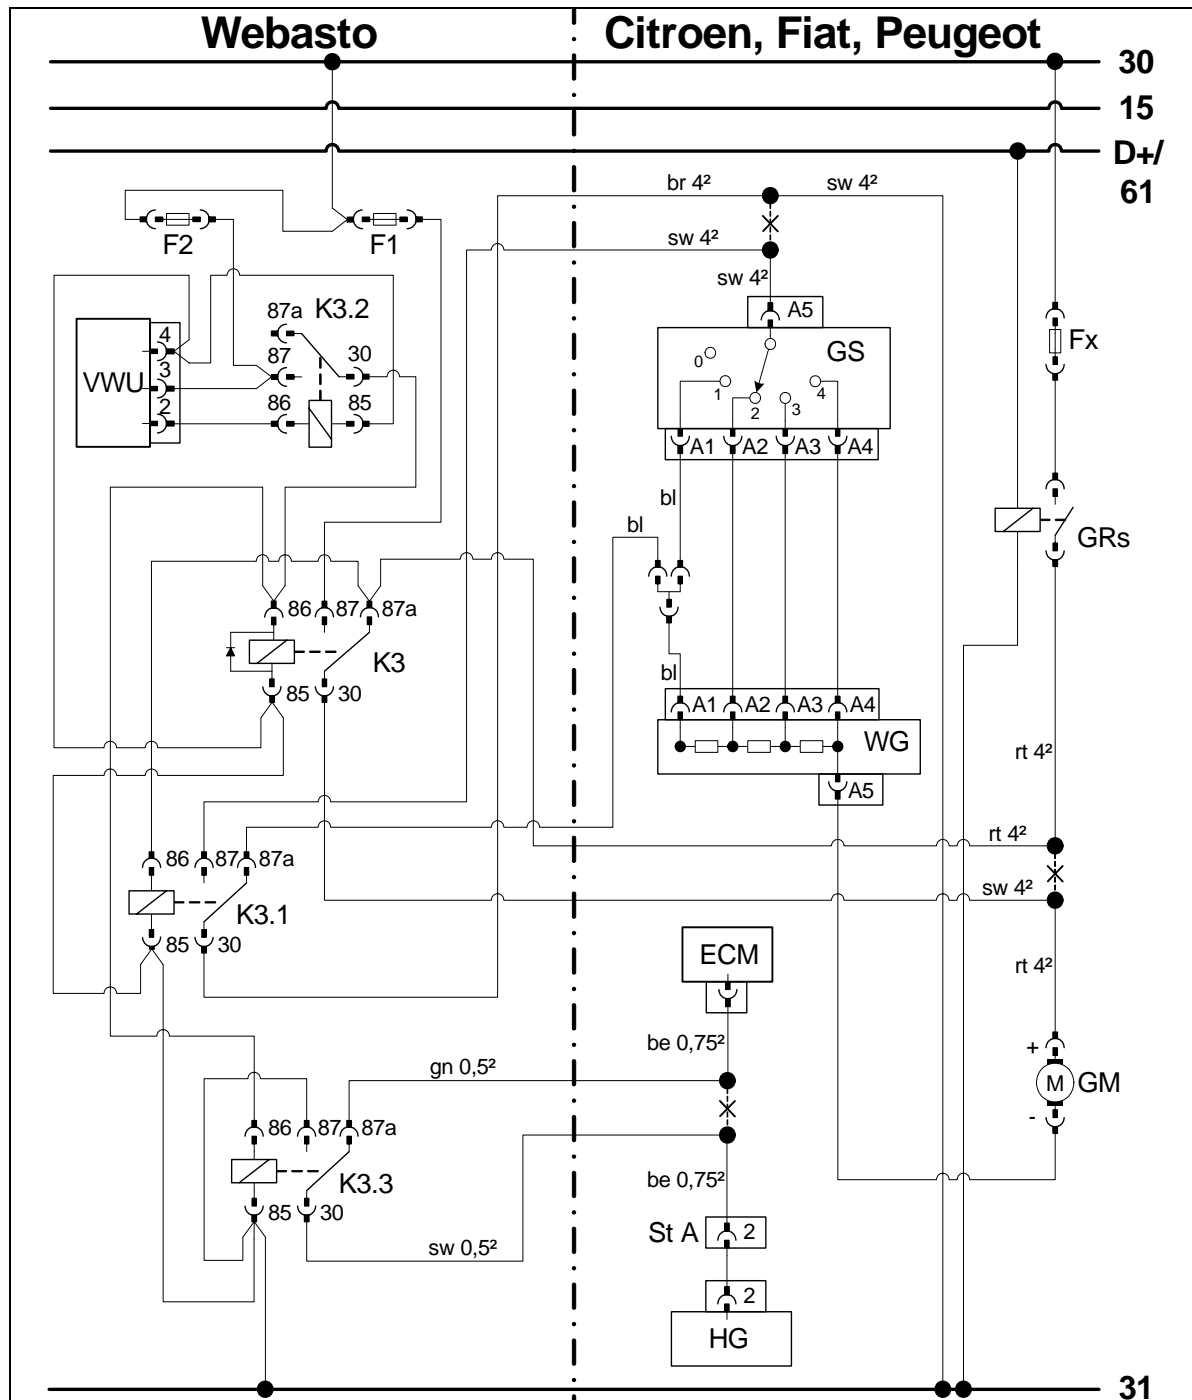 Webasto
Citroen, Fiat, Peugeot
30
15
D+/
61
br 4²
sw 4²
F2
F1
sw 4²
sw 4²
K3.2
87a
A5
GS
Fx
VWU
4
3
2
87
30
86
85
0
1
2
3
4
A1
A2
A3
A4
bl
bl
GRs
86
87
87a
K3
85
30
bl
A1
A2
A3
A4
WG
A5
rt 4²
rt 4²
86
87
87a
K3.1
85
30
sw 4²
ECM
rt 4²
be 0,75²
gn 0,5²
+
M
GM
-
86
87
87a
K3.3
85
30
be 0,75²
sw 0,5²
St A
2
2
HG
31